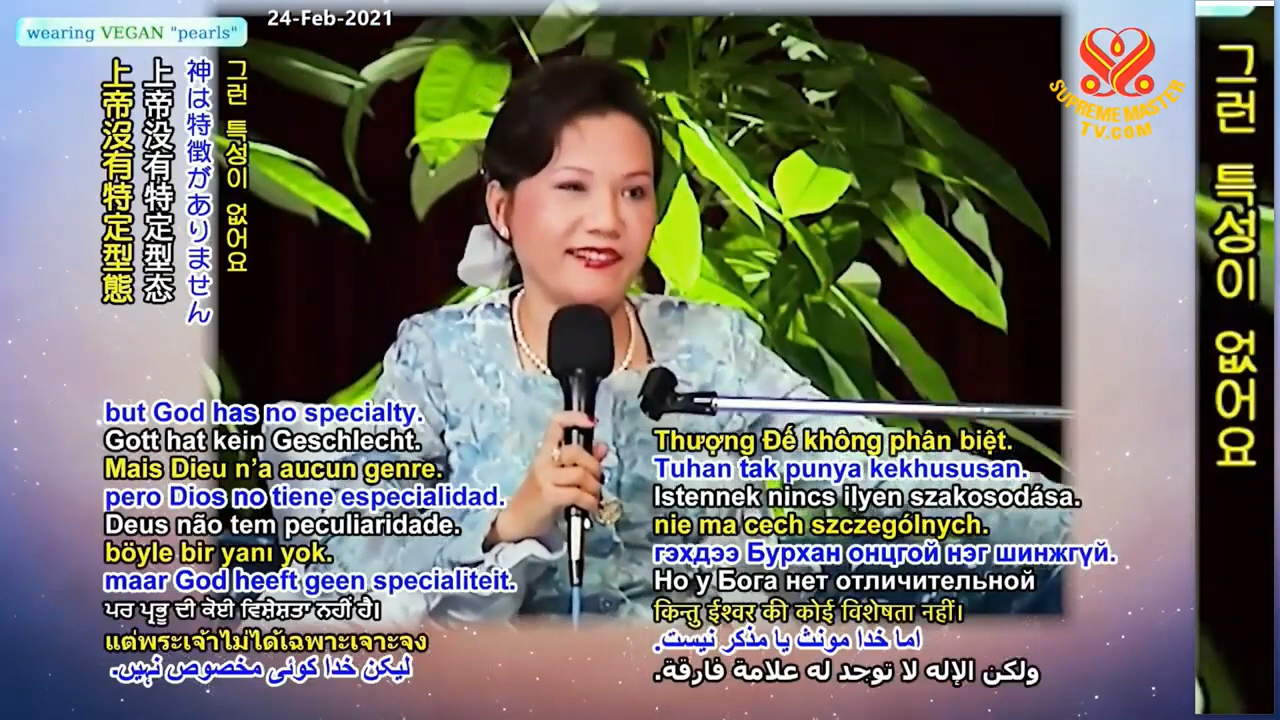 wearing VEGAN "pearls"
24-Feb-2021
SUPREME MASTER
TV.COM
그런 특성이 없어요
神は特徴がありません
上帝没有特定型态
上帝沒有特定型態
but God has no specialty.
Gott hat kein Geschlecht.
Mais Dieu n'a aucun genre.
pero Dios no tiene especialidad.
Deus não tem peculiaridade.
böyle bir yanı yok.
maar God heeft geen specialiteit.
ਪਰ ਪ੍ਰਭੂ ਦੀ ਕੋਈ ਵਿਸ਼ੇਸ਼ਤਾ ਨਹੀਂ ਹੈ।
แต่พระเจ้าไม่ได้เฉพาะเจาะจง
لیکن خدا کوئی مخصوص نہیں۔
Thượng Đế không phân biệt.
Tuhan tak punya kekhususan.
Istennek nincs ilyen szakosodása.
nie ma cech szczególnych.
гэхдээ Бурхан онцгой нэг шинжгүй.
Но у Бога нет отличительной
किन्तु ईश्वर की कोई विशेषता नहीं।
اما خدا مونث یا مذکر نیست.
ولكن الإله لا توجد له علامة فارقة.
그런 특성이 없어요